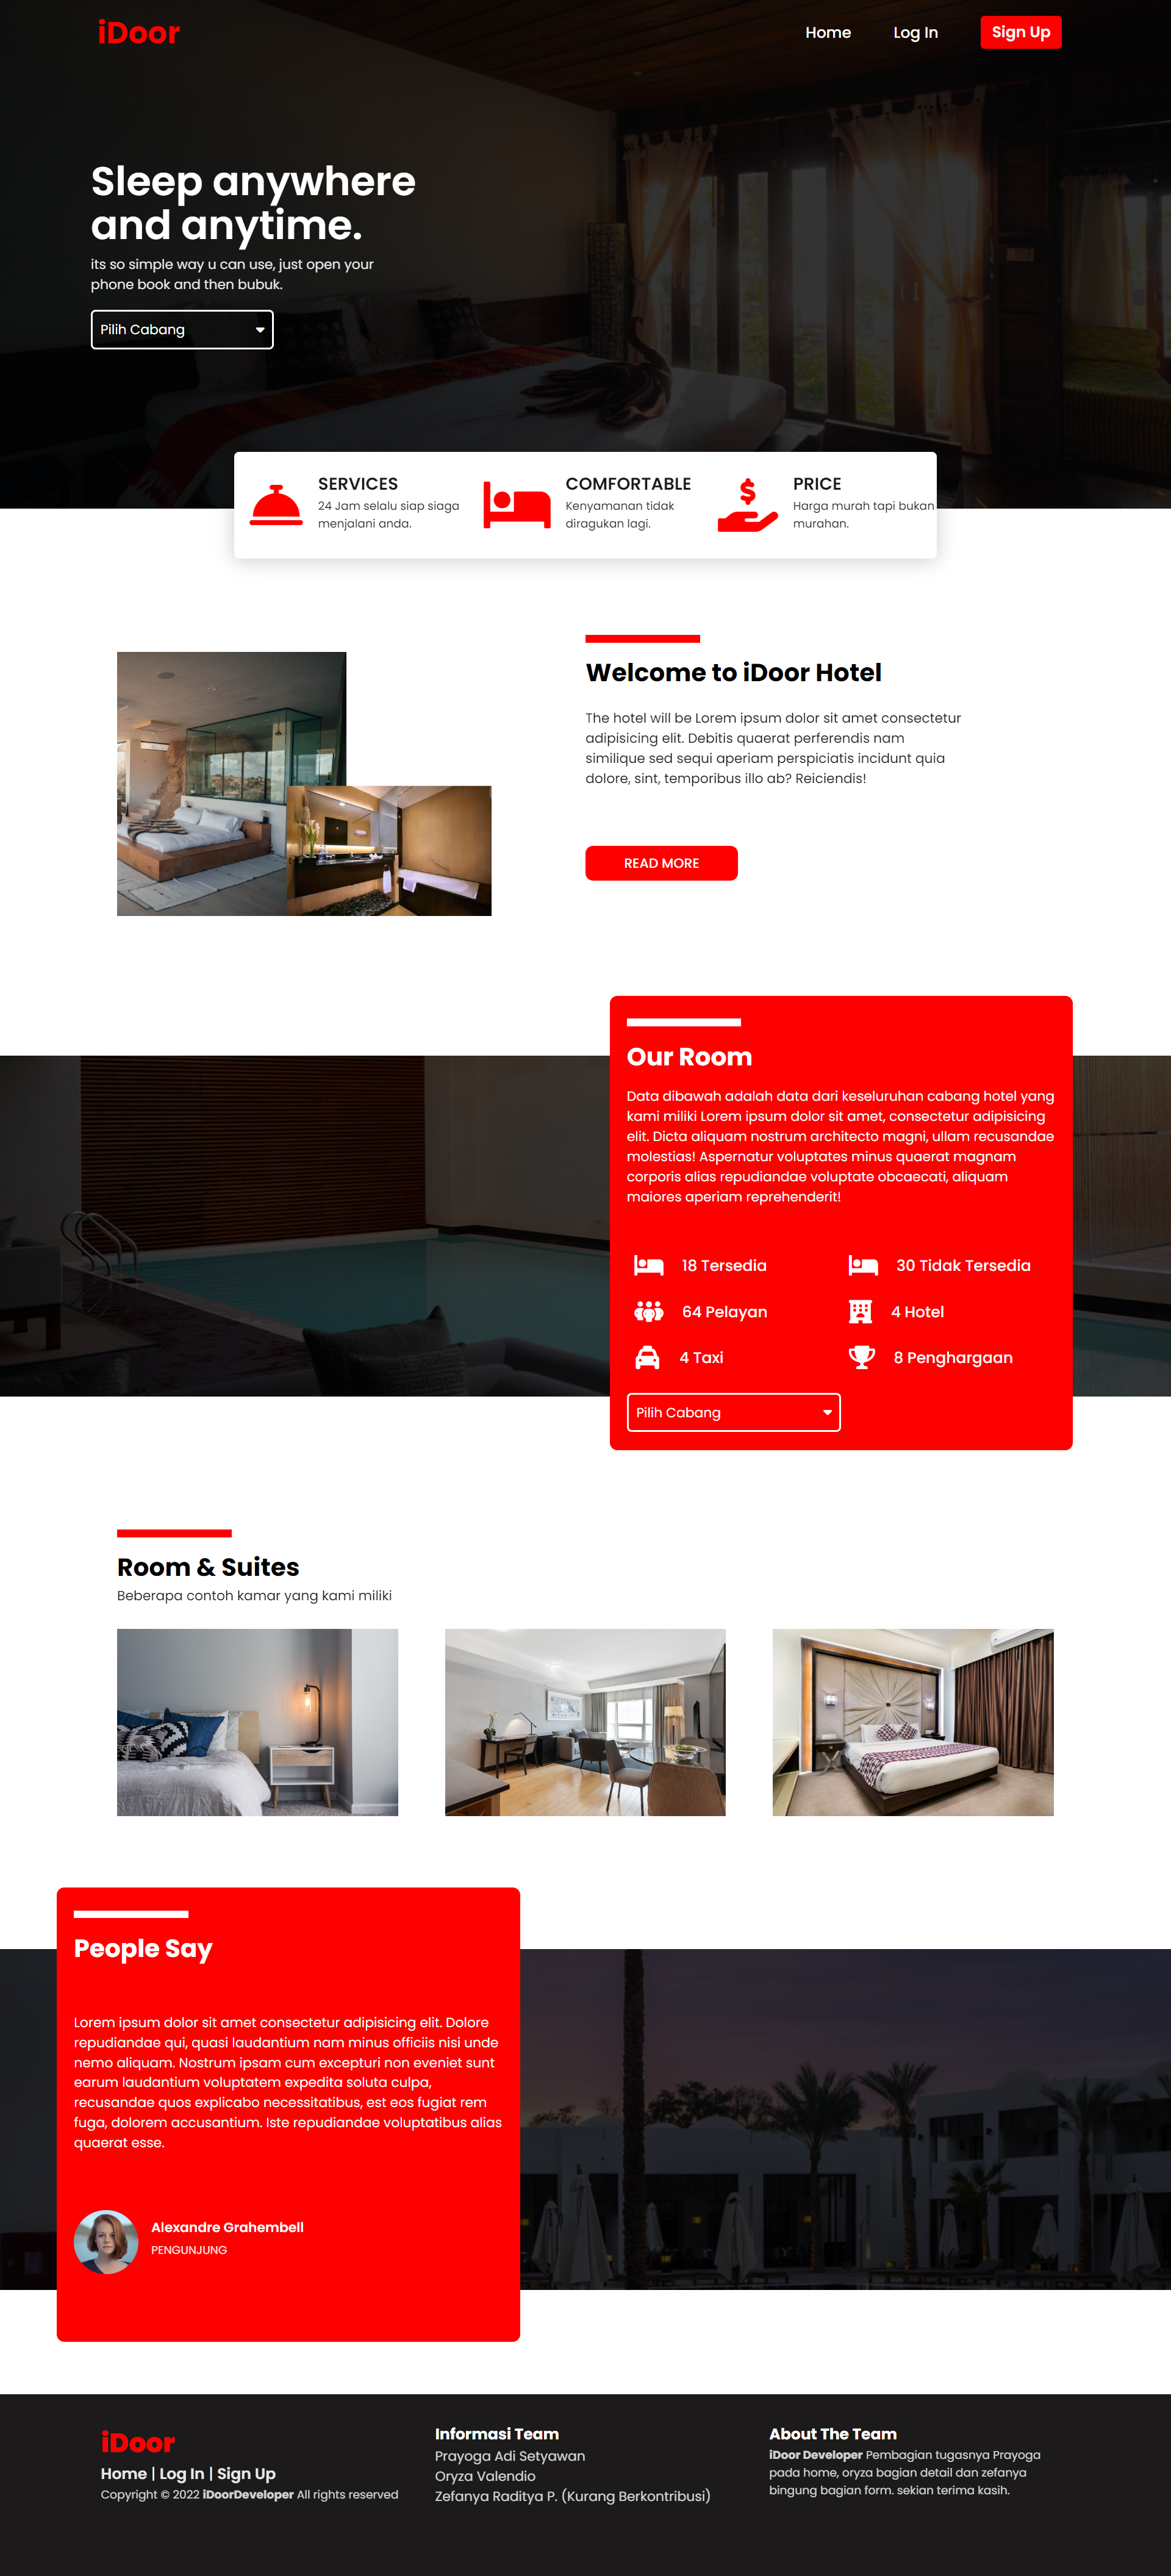 iDoor
Home
Log In
Sign Up
Sleep anywhere
and anytime.
its so simple way u can use, just open your
phone book and then bubuk.
Pilih Cabang
SERVICES
24 Jam selalu siap siaga
menjalani anda.
COMFORTABLE
Kenyamanan tidak
diragukan lagi.
PRICE
Harga murah tapi bukan
murahan.
Welcome to iDoor Hotel
The hotel will be Lorem ipsum dolor sit amet consectetur
adipisicing elit. Debitis quaerat perferendis nam
similique sed sequi aperiam perspiciatis incidunt quia
dolore, sint, temporibus illo ab? Reiciendis!
READ MORE
Our Room
Data dibawah adalah data dari keseluruhan cabang hotel yang
kami miliki Lorem ipsum dolor sit amet, consectetur adipisicing
elit. Dicta aliquam nostrum architecto magni, ullam recusandae
molestias! Aspernatur voluptates minus quaerat magnam
corporis alias repudiandae voluptate obcaecati, aliquam
maiores aperiam reprehenderit!
18 Tersedia
30 Tidak Tersedia
64 Pelayan
4 Hotel
4 Taxi
8 Penghargaan
Pilih Cabang
Room & Suites
Beberapa contoh kamar yang kami miliki
People Say
Lorem ipsum dolor sit amet consectetur adipisicing elit. Dolore
repudiandae qui, quasi laudantium nam minus officiis nisi unde
nemo aliquam. Nostrum ipsam cum excepturi non eveniet sunt
earum laudantium voluptatem expedita soluta culpa,
recusandae quos explicabo necessitatibus, est eos fugiat rem
fuga, dolorem accusantium. Iste repudiandae voluptatibus alias
quaerat esse.
Alexandre Grahembell
PENGUNJUNG
iDoor
Home | Log In | Sign Up
Copyright © 2022 iDoorDeveloper All rights reserved
Informasi Team
Prayoga Adi Setyawan
Oryza Valendio
Zefanya Raditya P. (Kurang Berkontribusi)
About The Team
iDoor Developer Pembagian tugasnya Prayoga
pada home, oryza bagian detail dan zefanya
bingung bagian form. sekian terima kasih.